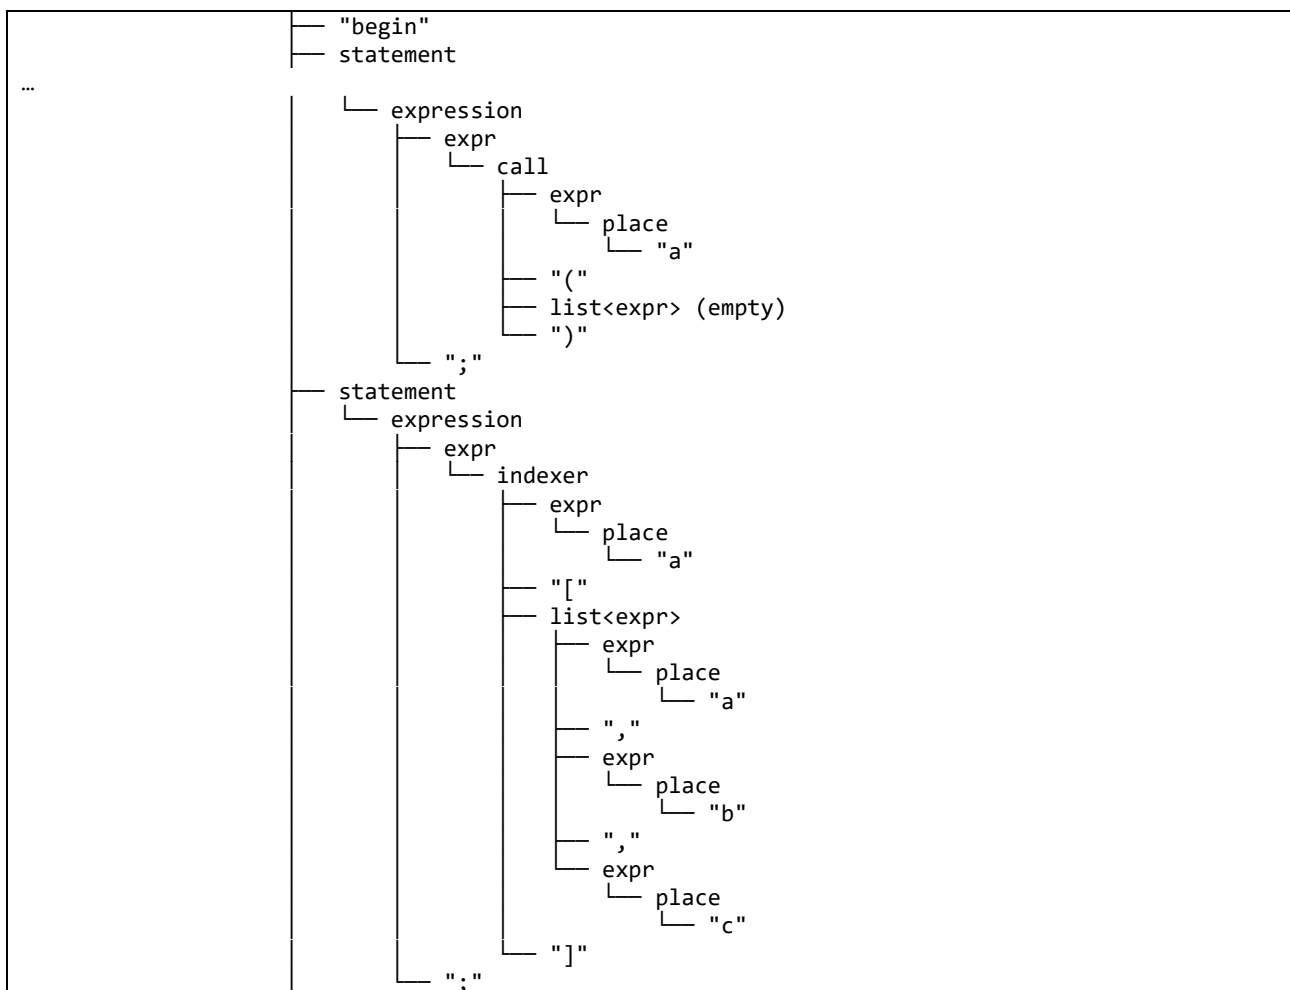 "begin"
statement
…
expression
expr
call
expr
place
"a"
"("
list<expr> (empty)
")"
";"
statement
expression
expr
indexer
expr
place
"a"
"["
list<expr>
expr
place
"a"
","
expr
place
"b"
","
expr
place
"c"
"]"
";"